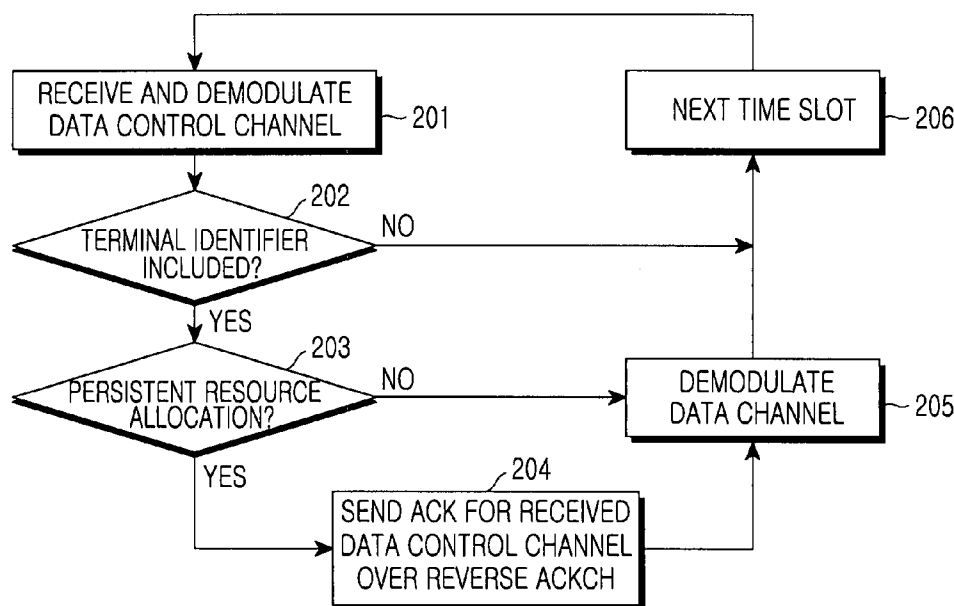 RECEIVE AND DEMODULATE
DATA CONTROL CHANNEL
201
NEXT TIME SLOT
206
202
TERMINAL IDENTIFIER
INCLUDED?
NO
YES
203
PERSISTENT RESOURCE
ALLOCATION?
NO
DEMODULATE
DATA CHANNEL
205
YES
204
SEND ACK FOR RECEIVED
DATA CONTROL CHANNEL
OVER REVERSE ACKCH